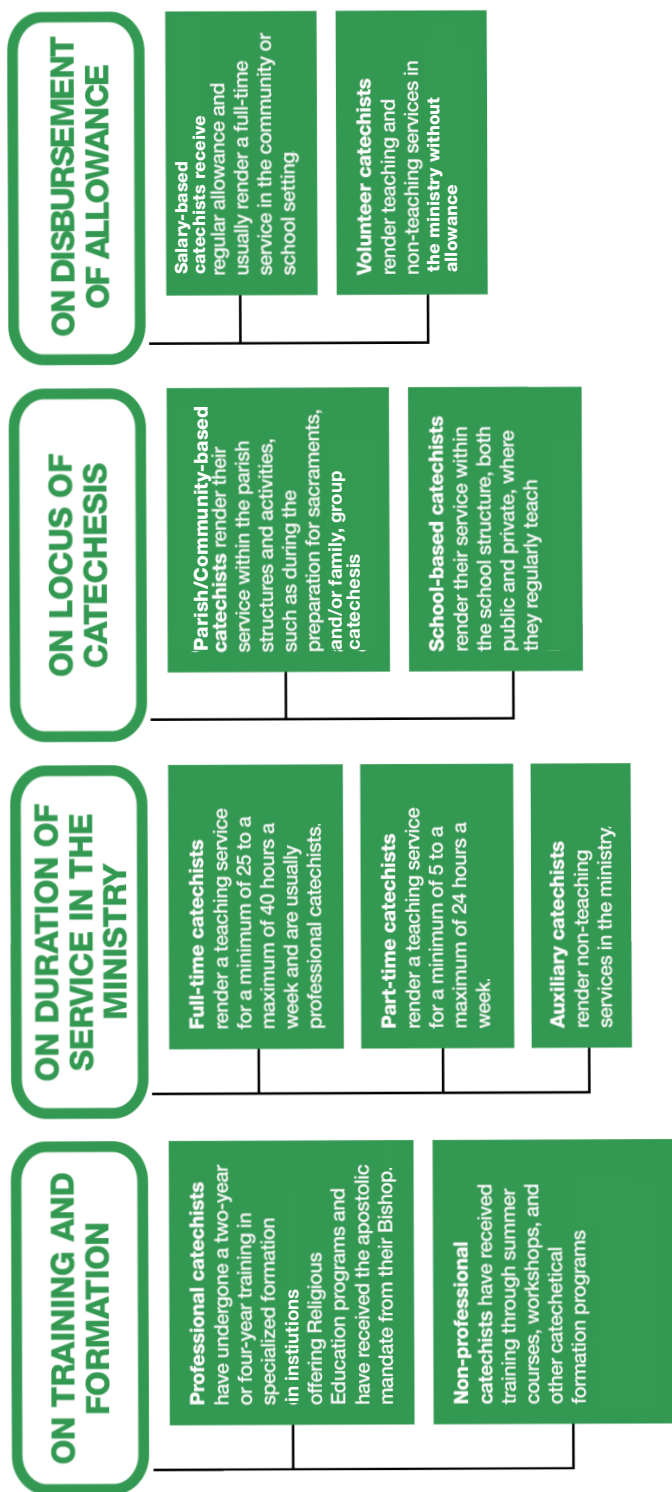 ON TRAINING AND
FORMATION
Professional catechists
have undergone a two-year
or four-year training in
specialized formation
in institutions
offering Religious
Education programs and
have received the apostolic
mandate from their Bishop.
Non-professional
catechists have received
training through summer
courses, workshops, and
other catechetical
formation programs
ON DURATION OF
SERVICE IN THE
MINISTRY
Full-time catechists
render a teaching service
for a minimum of 25 to a
maximum of 40 hours a
week and are usually
professional catechists.
Part-time catechists
render a teaching service
for a minimum of 5 to a
maximum of 24 hours a
week.
Auxiliary catechists
render non-teaching
services in the ministry.
ON LOCUS OF
CATECHESIS
Parish/Community-based
catechists render their
service within the parish
structures and activities,
such as during the
preparation for sacraments,
and/or family, group
catechesis
School-based catechists
render their service within
the school structure, both
public and private, where
they regularly teach
ON DISBURSEMENT
OF ALLOWANCE
Salary-based
catechists receive
regular allowance and
usually render a full-time
service in the community or
school setting
Volunteer catechists
render teaching and
non-teaching services in
the ministry without
allowance